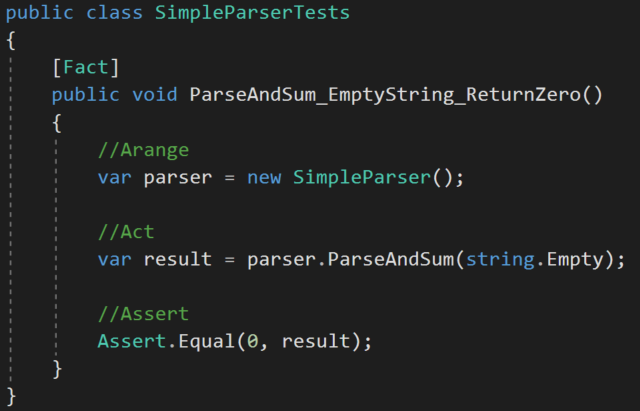 public class SimpleParserTests
{
[Fact]
public void ParseAndSum_EmptyString_ReturnZero()
{
//Arange
var parser = new SimpleParser();
//Act
var result = parser.ParseAndSum(string.Empty);
//Assert
Assert.Equal(0, result);
}
}